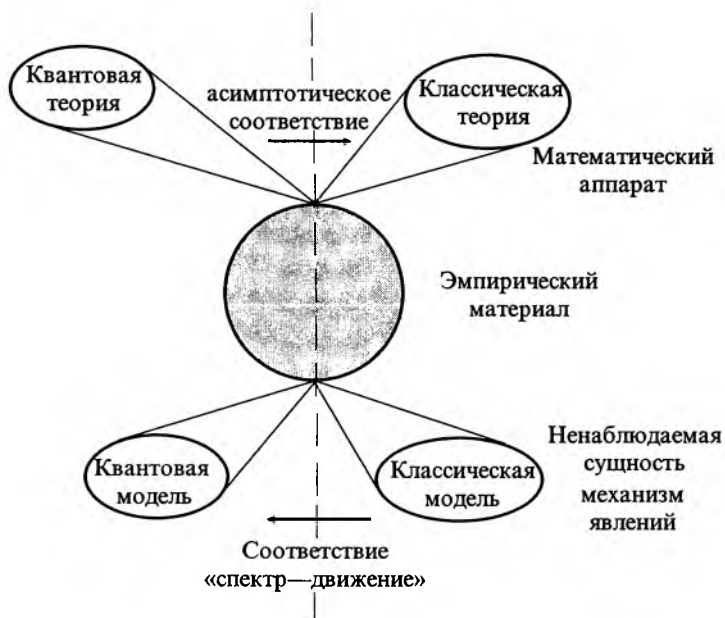 Квантовая
теория
асимптотическое
соответствие
Классическая
теория
Математический
аппарат
Эмпирический
материал
Квантовая
модель
Классическая
модель
Ненаблюдаемая
сущность
механизм
явлений
Соответствие
«спектр—движение»